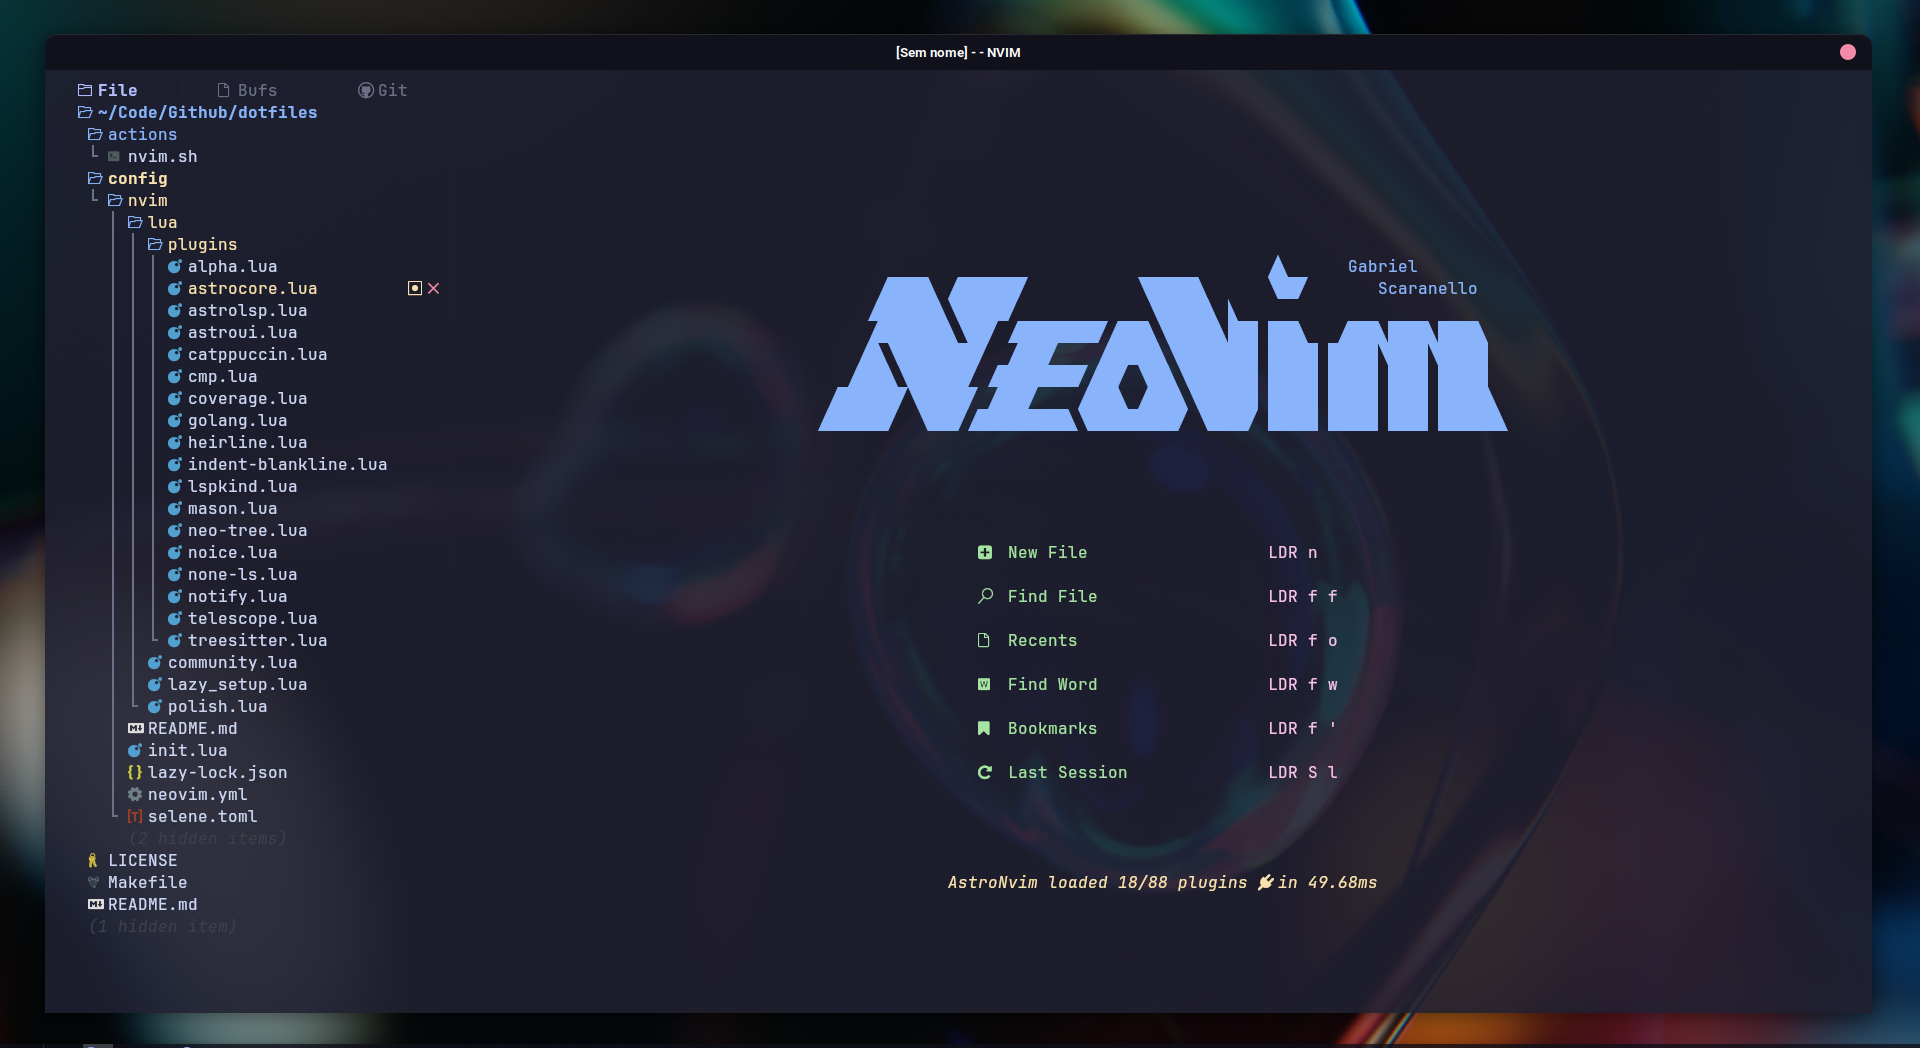 [Sem nome] - - NVIM
File Bufs Git
~/Code/Github/dotfiles
actions
nvim.sh
config
nvim
lua
plugins
alpha.lua
astrocore.lua
astrolsp.lua
astroui.lua
catppuccin.lua
cmp.lua
coverage.lua
golang.lua
heirline.lua
indent-blankline.lua
lspkind.lua
mason.lua
neo-tree.lua
noice.lua
none-ls.lua
notify.lua
telescope.lua
treesitter.lua
community.lua
lazy_setup.lua
polish.lua
README.md
init.lua
lazy-lock.json
neovim.yml
selene.toml
(2 hidden items)
LICENSE
Makefile
README.md
(1 hidden item)
Gabriel
Scaranello
NEOVim
New File LDR n
Find File LDR f f
Recents LDR f o
Find Word LDR f w
Bookmarks LDR f '
Last Session LDR S l
AstroNvim loaded 18/88 plugins in 49.68ms